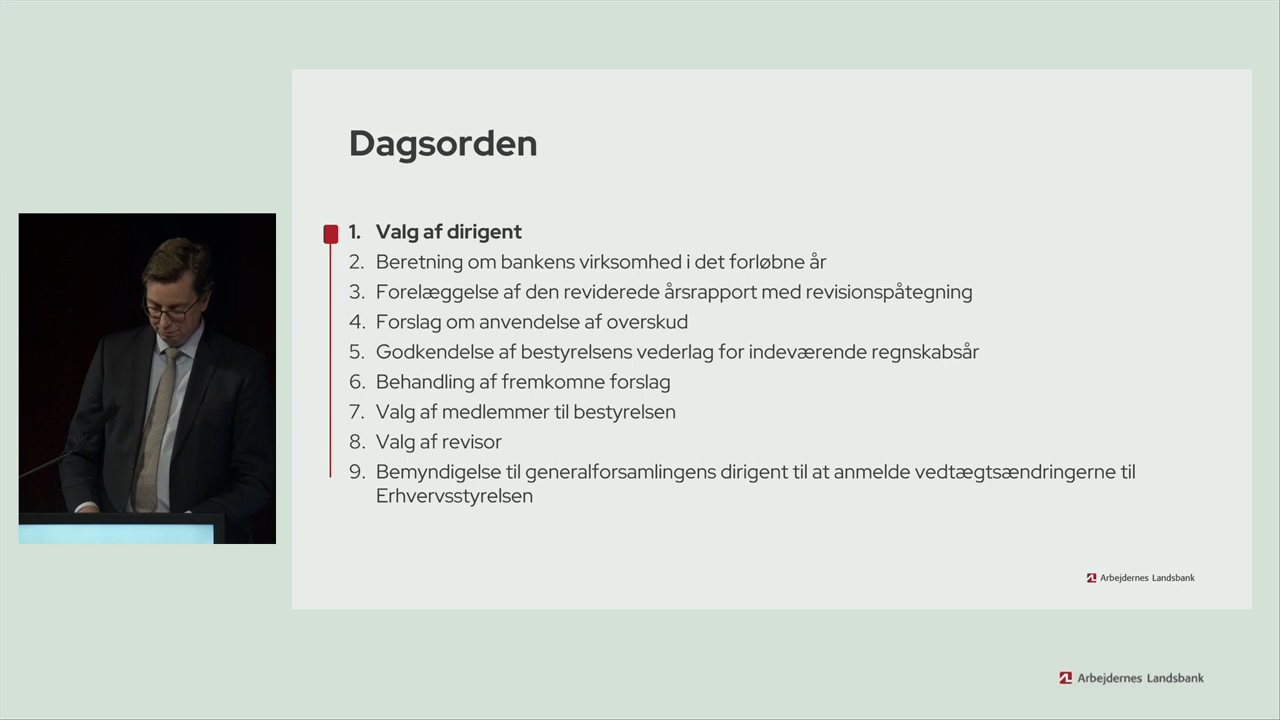 Dagsorden
1. Valg af dirigent
2. Beretning om bankens virksomhed i det forløbne år
3. Forelæggelse af den reviderede årsrapport med revisionspåtegning
4. Forslag om anvendelse af overskud
5. Godkendelse af bestyrelsens vederlag for indeværende regnskabsår
6. Behandling af fremkomne forslag
7. Valg af medlemmer til bestyrelsen
8. Valg af revisor
9. Bemyndigelse til generalforsamlingens dirigent til at anmelde vedtægtsændringerne til
Erhvervsstyrelsen
Arbejdernes Landsbank
Arbejdernes Landsbank